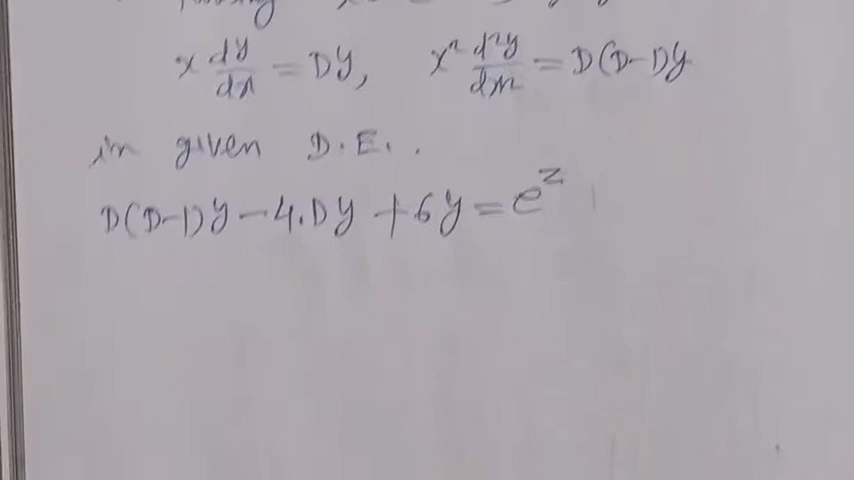 x dy/dx = Dy, x² d²y/dx² = D(D-1)y
in given D.E..
D(D-1)y - 4.Dy + 6y = e^z